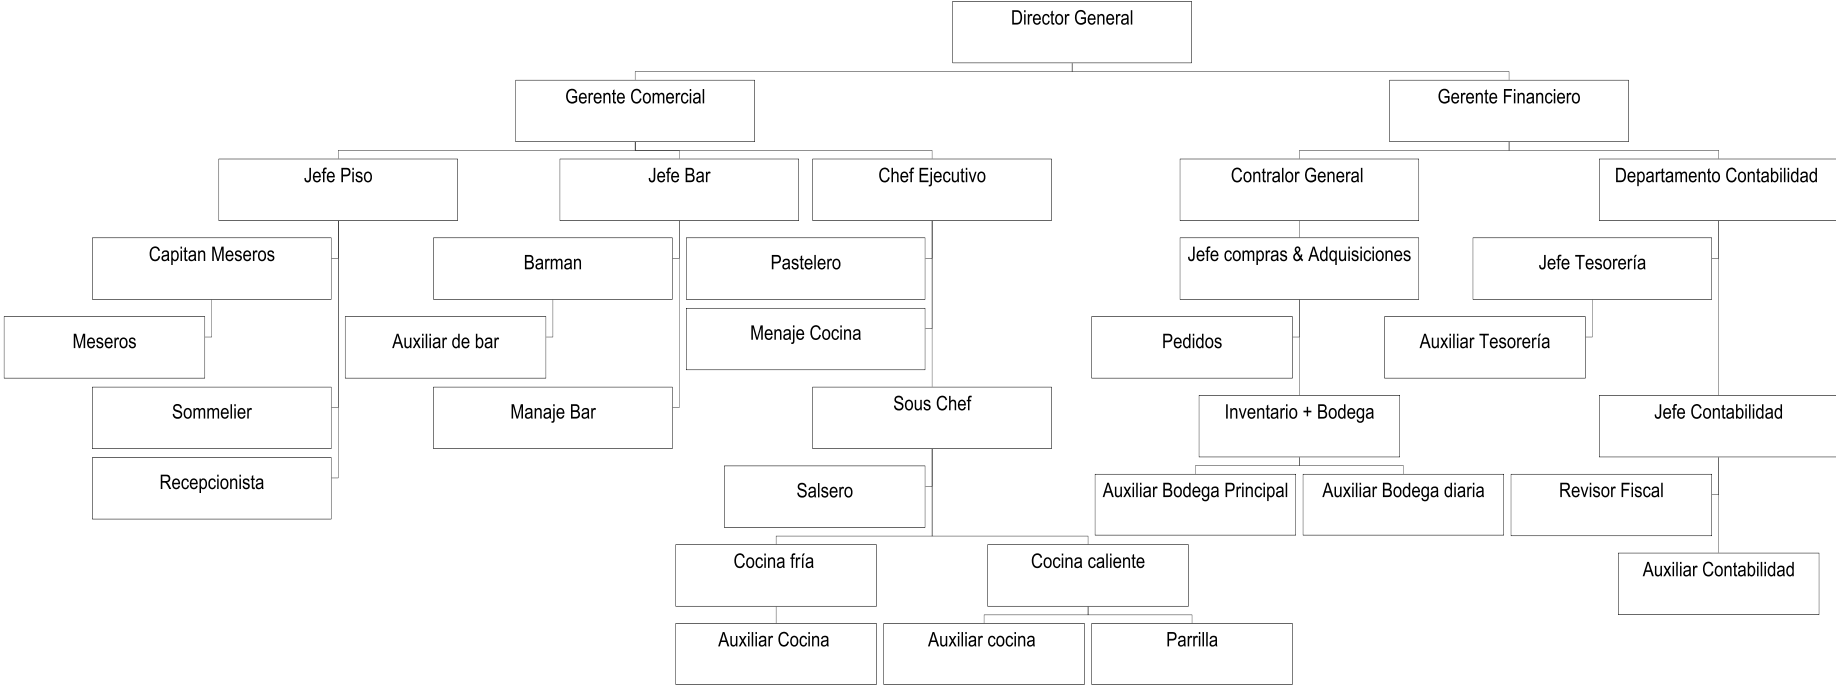 Director General
Gerente Comercial
Gerente Financiero
Jefe Piso
Jefe Bar
Chef Ejecutivo
Contralor General
Departamento Contabilidad
Capitan Meseros
Barman
Pastelero
Jefe compras & Adquisiciones
Jefe Tesorería
Meseros
Auxiliar de bar
Menaje Cocina
Pedidos
Auxiliar Tesorería
Sommelier
Manaje Bar
Sous Chef
Inventario + Bodega
Jefe Contabilidad
Recepcionista
Salsero
Auxiliar Bodega Principal
Auxiliar Bodega diaria
Revisor Fiscal
Cocina fría
Cocina caliente
Auxiliar Contabilidad
Auxiliar Cocina
Auxiliar cocina
Parrilla